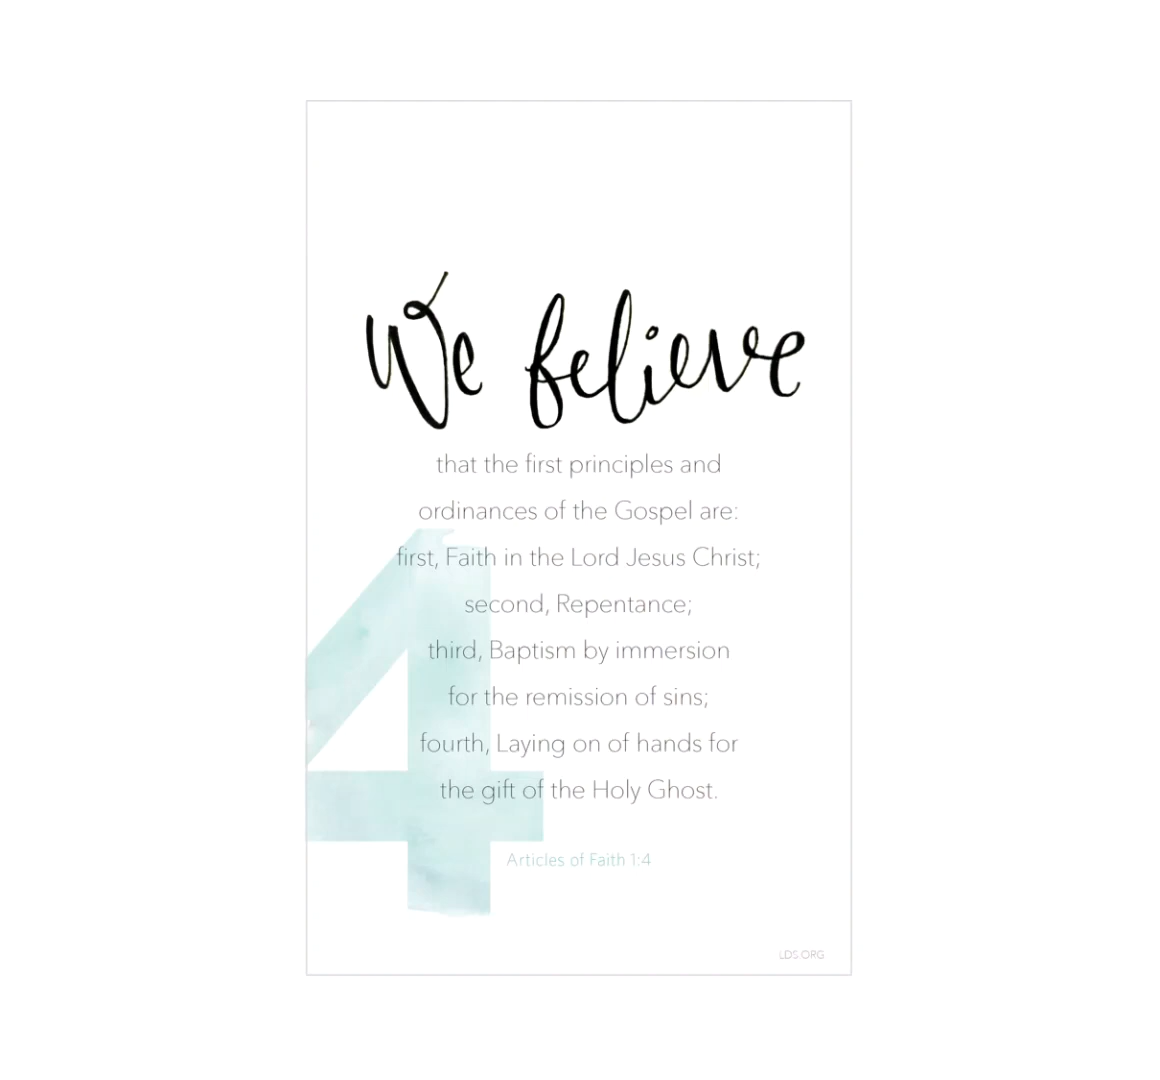 We believe
that the first principles and
ordinances of the Gospel are:
first, Faith in the Lord Jesus Christ;
second, Repentance;
third, Baptism by immersion
for the remission of sins;
fourth, Laying on of hands for
the gift of the Holy Ghost.
4
Articles of Faith 1:4
LDS.ORG